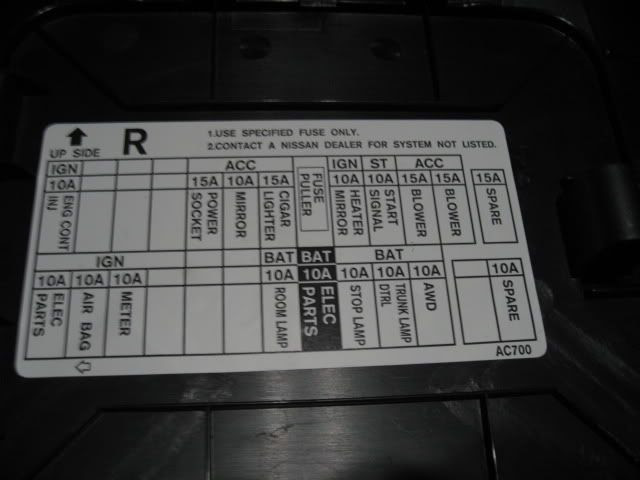 UP SIDE R
1.USE SPECIFIED FUSE ONLY.
2.CONTACT A NISSAN DEALER FOR SYSTEM NOT LISTED.
IGN ACC FUSE PULLER IGN ST ACC
10A 15A 10A 15A 10A 10A 15A 15A 15A
ENG CONT INJ POWER SOCKET MIRROR CIGAR LIGHTER HEATER MIRROR START SIGNAL BLOWER BLOWER SPARE
IGN BAT BAT BAT
10A 10A 10A 10A 10A 10A 10A 10A 10A
ELEC PARTS AIR BAG METER ROOM LAMP ELEC PARTS STOP LAMP TRUNK LAMP DTRL AWD SPARE
AC700